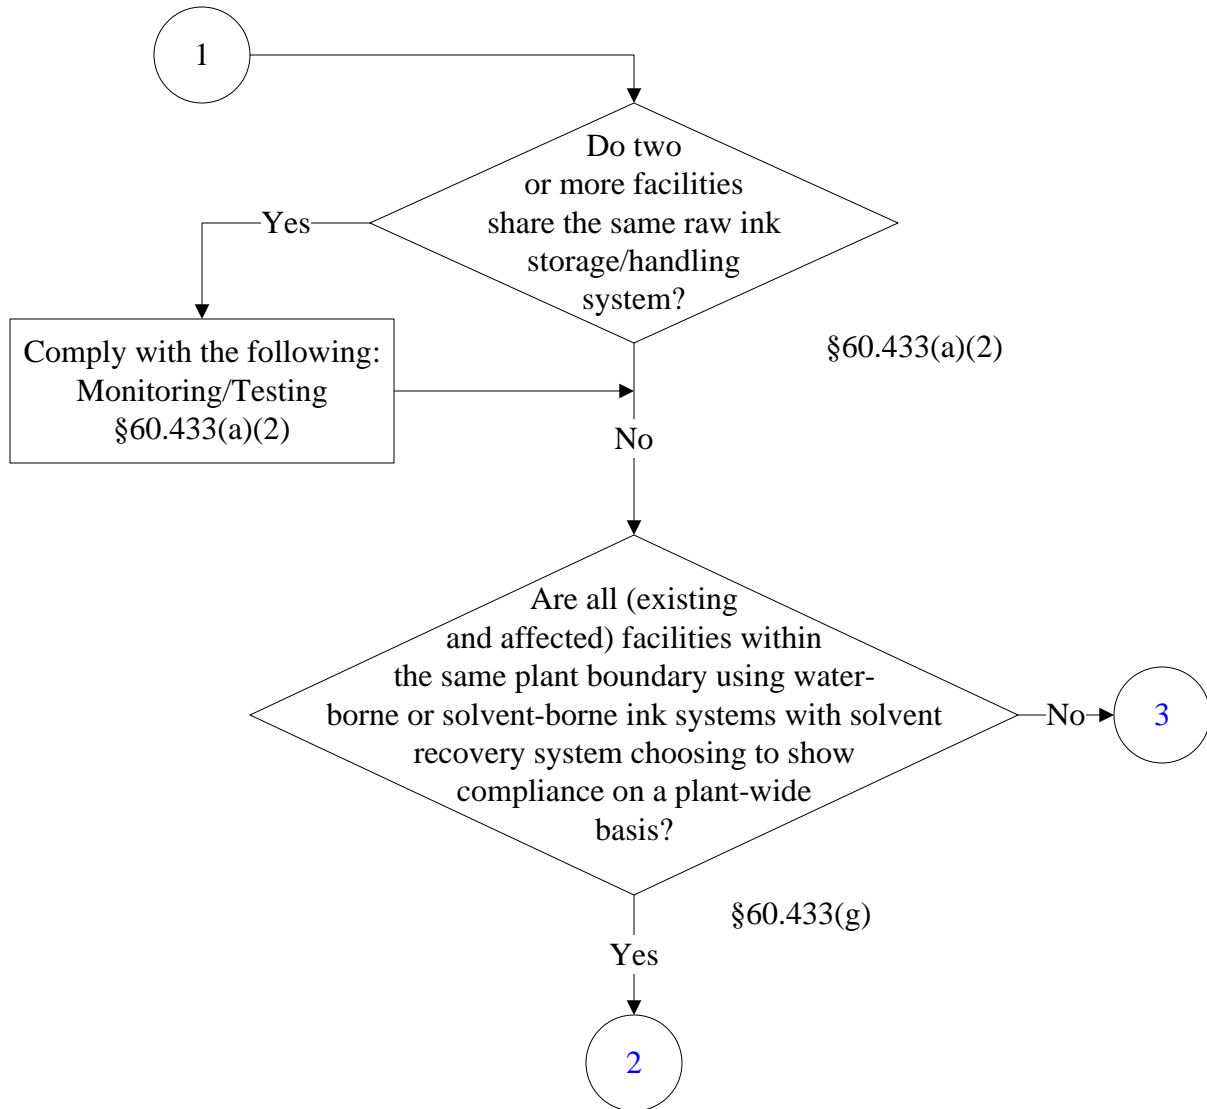 1
Do two
or more facilities
share the same raw ink
storage/handling
system?
Yes
§60.433(a)(2)
Comply with the following:
Monitoring/Testing
§60.433(a)(2)
No
Are all (existing
and affected) facilities within
the same plant boundary using water-
borne or solvent-borne ink systems with solvent
recovery system choosing to show
compliance on a plant-wide
basis?
No
3
§60.433(g)
Yes
2